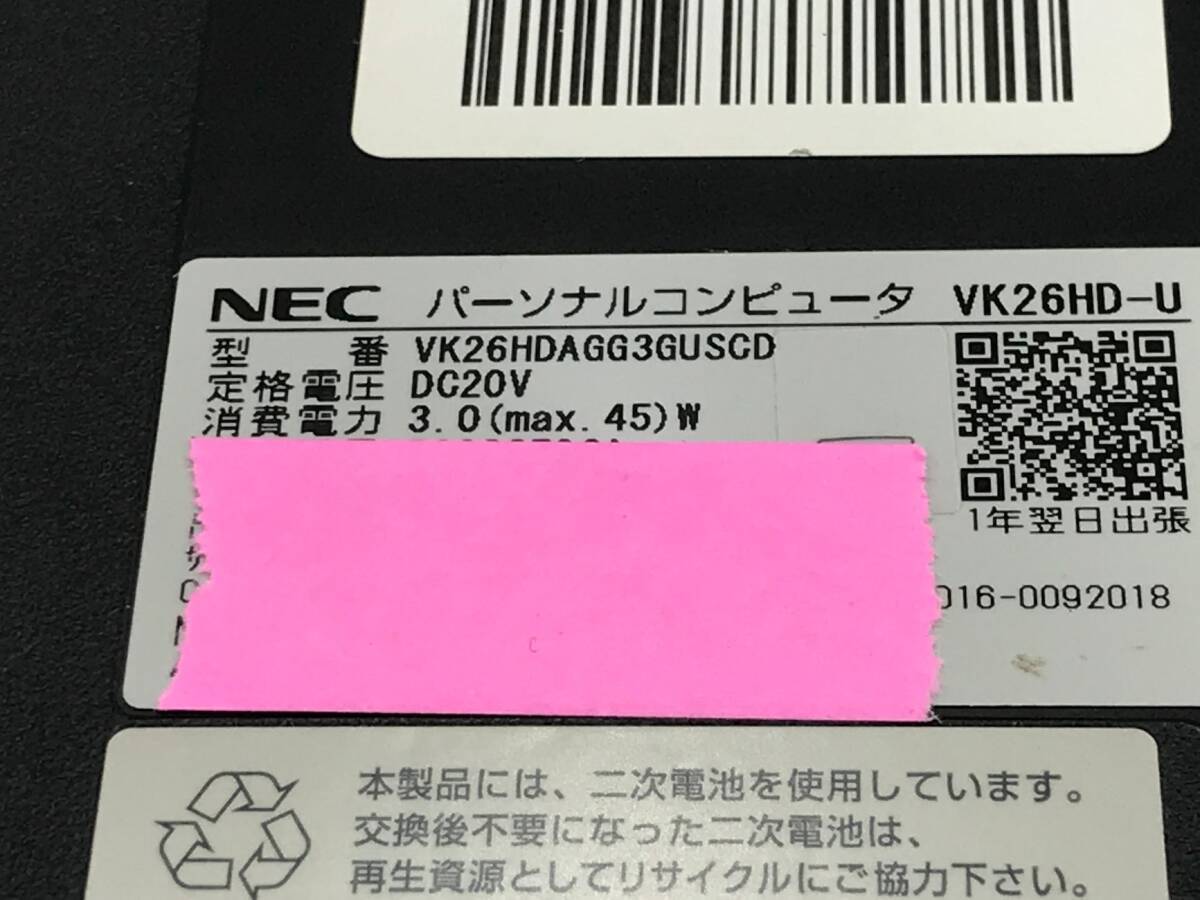 NEC パーソナルコンピュータ VK26HD-U
型 番 VK26HDAGG3GUSCD
定格電圧 DC20V
消費電力 3.0(max.45)W
1年翌日出張
016-0092018
本製品には、二次電池を使用しています。
交換後不要になった二次電池は、
再生資源としてリサイクルにご協力下さい。